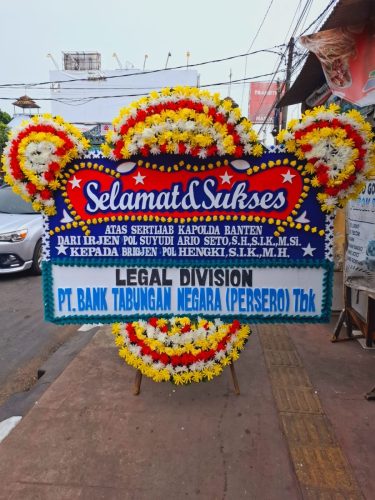 Selamat&Sukses
ATAS SERTIJAB KAPOLDA BANTEN
DARI IRJEN POL SUYUDI ARIO SETO, S.H., S.I.K., M.Si.
KEPADA BRIGJEN POL HENGKI, S.I.K., M.H.
LEGAL DIVISION
PT. BANK TABUNGAN NEGARA (PERSERO) Tbk